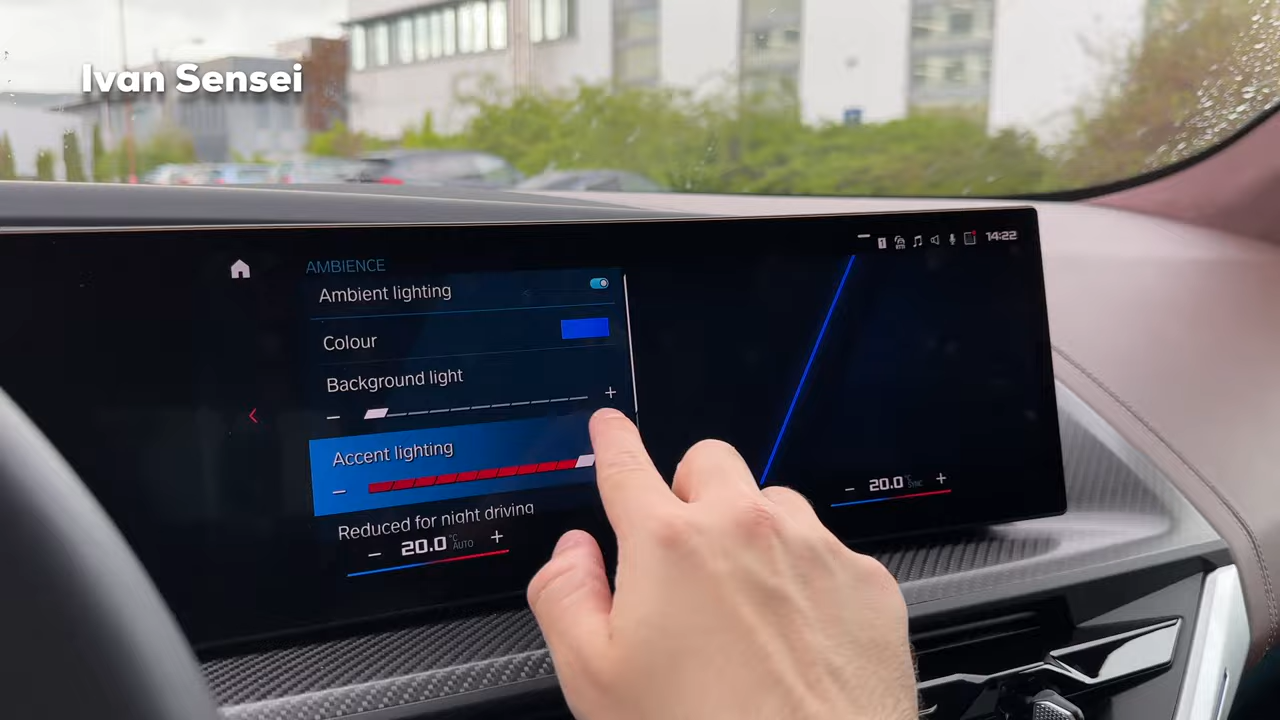 Ivan Sensei
14:22
AMBIENCE
Ambient lighting
Colour
Background light
− +
Accent lighting
−
Reduced for night driving
− 20.0 °C AUTO +
− 20.0 °C SYNC +